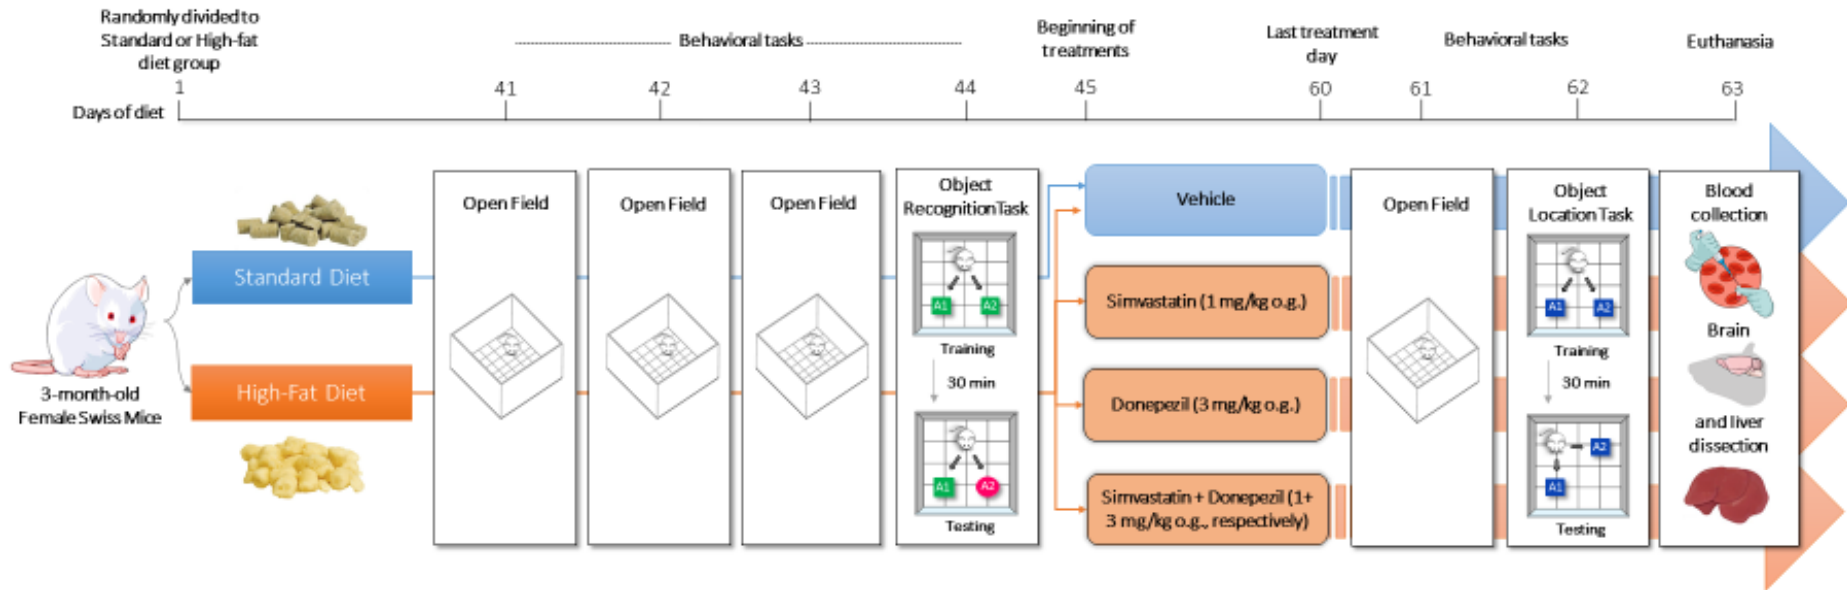 Randomly divided to
Standard or High-fat
diet group
Behavioral tasks
Beginning of
treatments
Last treatment
day
Behavioral tasks
Euthanasia
1
41
42
43
44
45
60
61
62
63
Days of diet
3-month-old
Female Swiss Mice
Standard Diet
High-Fat Diet
Open Field
Open Field
Open Field
Object
RecognitionTask
A1
A2
Training
30 min
A1
A2
Testing
Vehicle
Simvastatin (1 mg/kg o.g.)
Donepezil (3 mg/kg o.g.)
Simvastatin + Donepezil (1+
3 mg/kg o.g., respectively)
Open Field
Object
Location Task
A1
A2
Training
30 min
A2
A1
Testing
Blood
collection
Brain
and liver
dissection